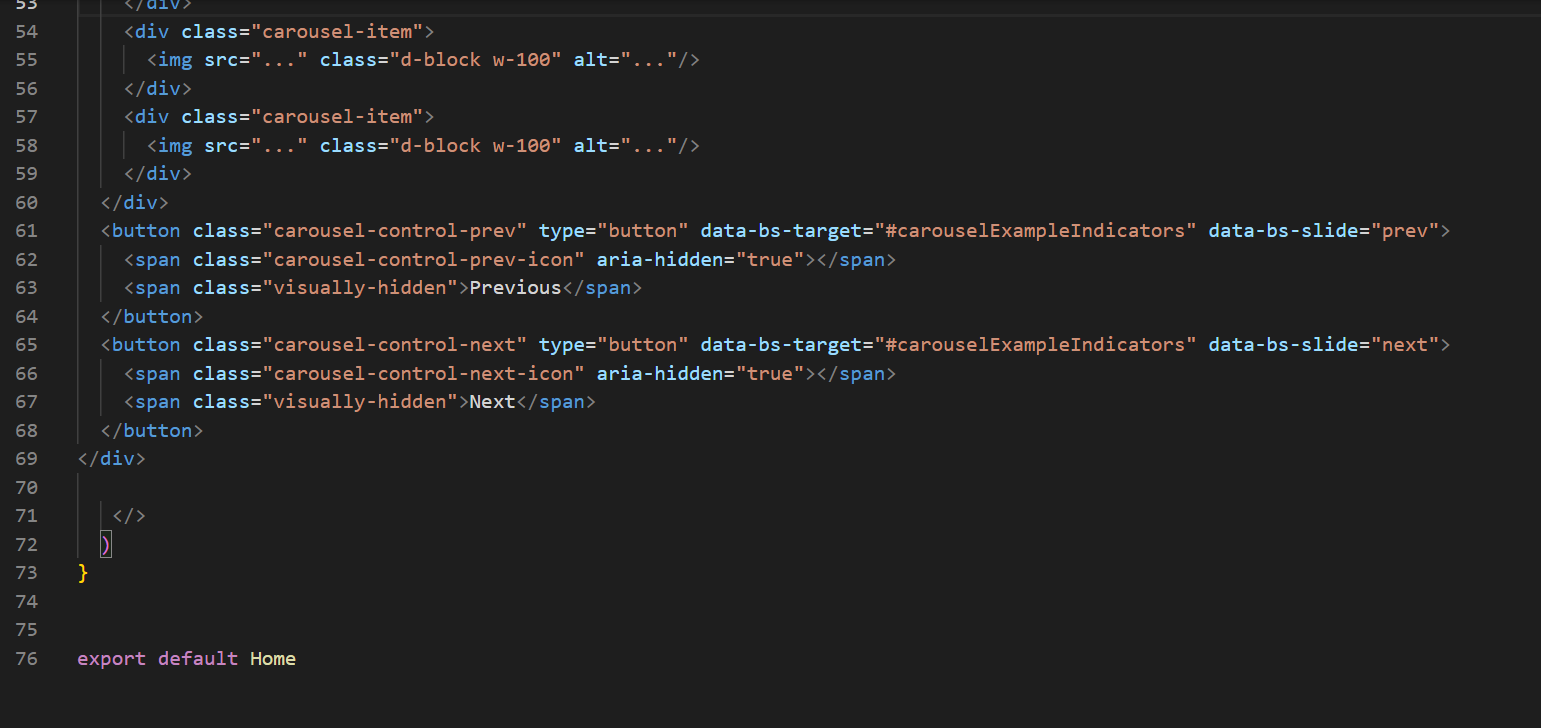 53 </div>
54 <div class="carousel-item">
55 <img src="..." class="d-block w-100" alt="..."/>
56 </div>
57 <div class="carousel-item">
58 <img src="..." class="d-block w-100" alt="..."/>
59 </div>
60 </div>
61 <button class="carousel-control-prev" type="button" data-bs-target="#carouselExampleIndicators" data-bs-slide="prev">
62 <span class="carousel-control-prev-icon" aria-hidden="true"></span>
63 <span class="visually-hidden">Previous</span>
64 </button>
65 <button class="carousel-control-next" type="button" data-bs-target="#carouselExampleIndicators" data-bs-slide="next">
66 <span class="carousel-control-next-icon" aria-hidden="true"></span>
67 <span class="visually-hidden">Next</span>
68 </button>
69 </div>
70
71 </>
72 )
73 }
74
75
76 export default Home